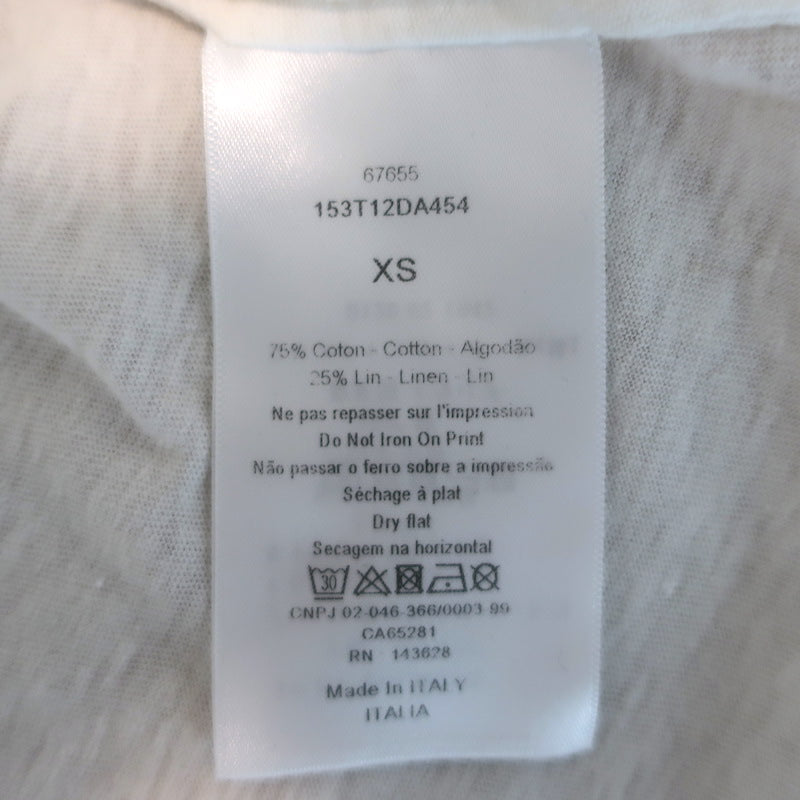 67655
153T12DA454
XS
75% Coton - Cotton - Algodão
25% Lin - Linen - Lin
Ne pas repasser sur l'impression
Do Not Iron On Print
Não passar o ferro sobre a impressão
Séchage à plat
Dry flat
Secagem na horizontal
30
CNPJ 02-046-366/0003-99
CA65281
RN 143628
Made In ITALY
ITALIA